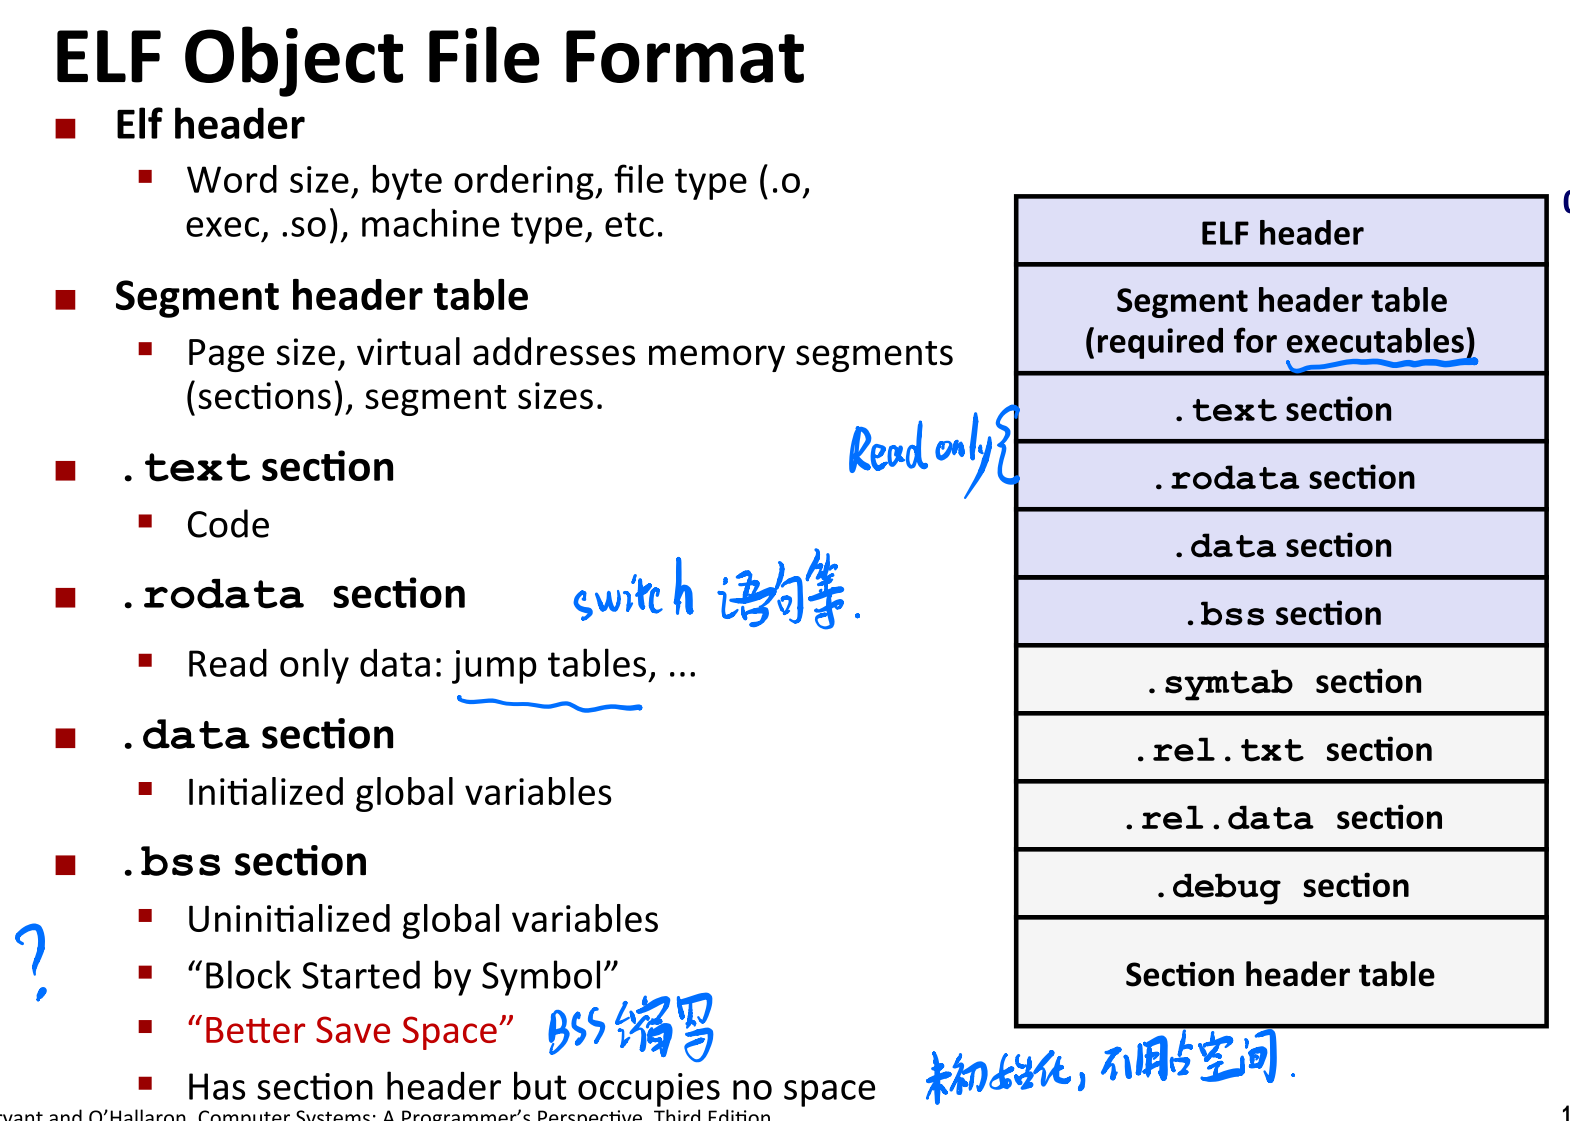 ELF Object File Format
Elf header
Word size, byte ordering, file type (.o,
exec, .so), machine type, etc.
Segment header table
Page size, virtual addresses memory segments
(sections), segment sizes.
.text section
Code
.rodata section
switch 语句等.
Read only data: jump tables, ...
.data section
Initialized global variables
.bss section
Uninitialized global variables
?
“Block Started by Symbol”
“Better Save Space”
BSS 缩写
Has section header but occupies no space
未初始化, 不用占空间.
ELF header
Segment header table
(required for executables)
Read only {
.text section
.rodata section
.data section
.bss section
.symtab section
.rel.txt section
.rel.data section
.debug section
Section header table
and O'Hallaron, Computer Systems: A Programmer's Perspective, Third Edition